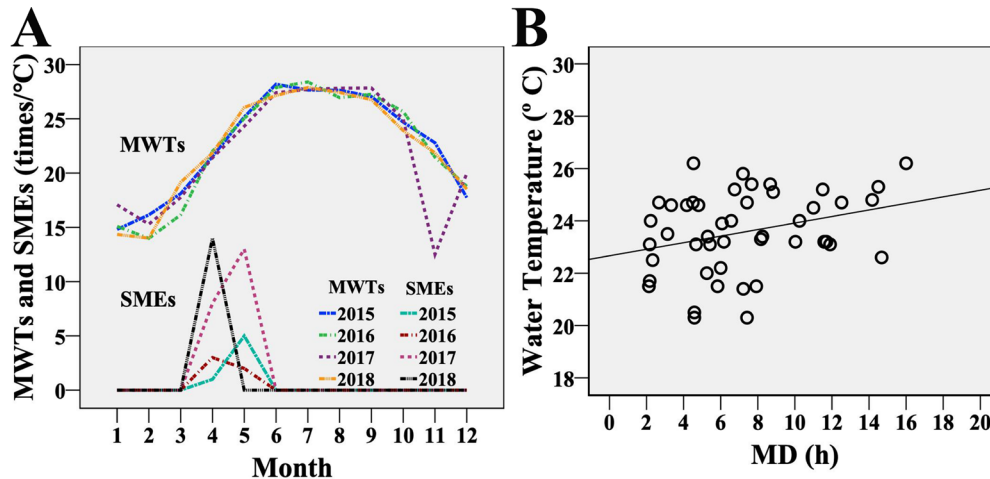 A
MWTs and SMEs (times/°C)
30
25
20
15
10
5
0
MWTs
SMEs
MWTs SMEs
2015 2015
2016 2016
2017 2017
2018 2018
1 2 3 4 5 6 7 8 9 10 11 12
Month
B
Water Temperature (º C)
30
28
26
24
22
20
18
0 2 4 6 8 10 12 14 16 18 20
MD (h)